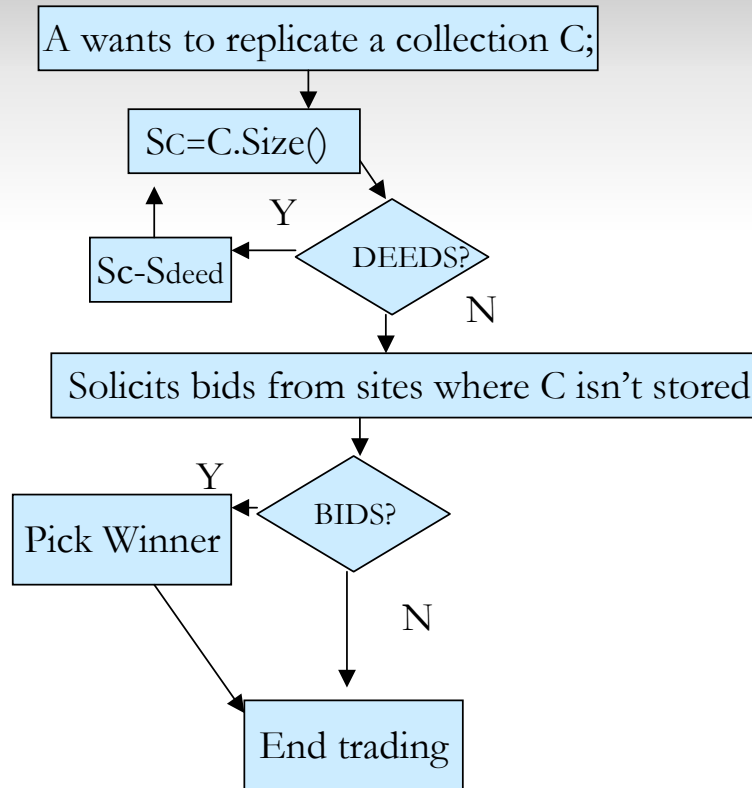 A wants to replicate a collection C;
SC=C.Size()
Y
DEEDS?
Sc-Sdeed
N
Solicits bids from sites where C isn't stored
Y
BIDS?
Pick Winner
N
End trading